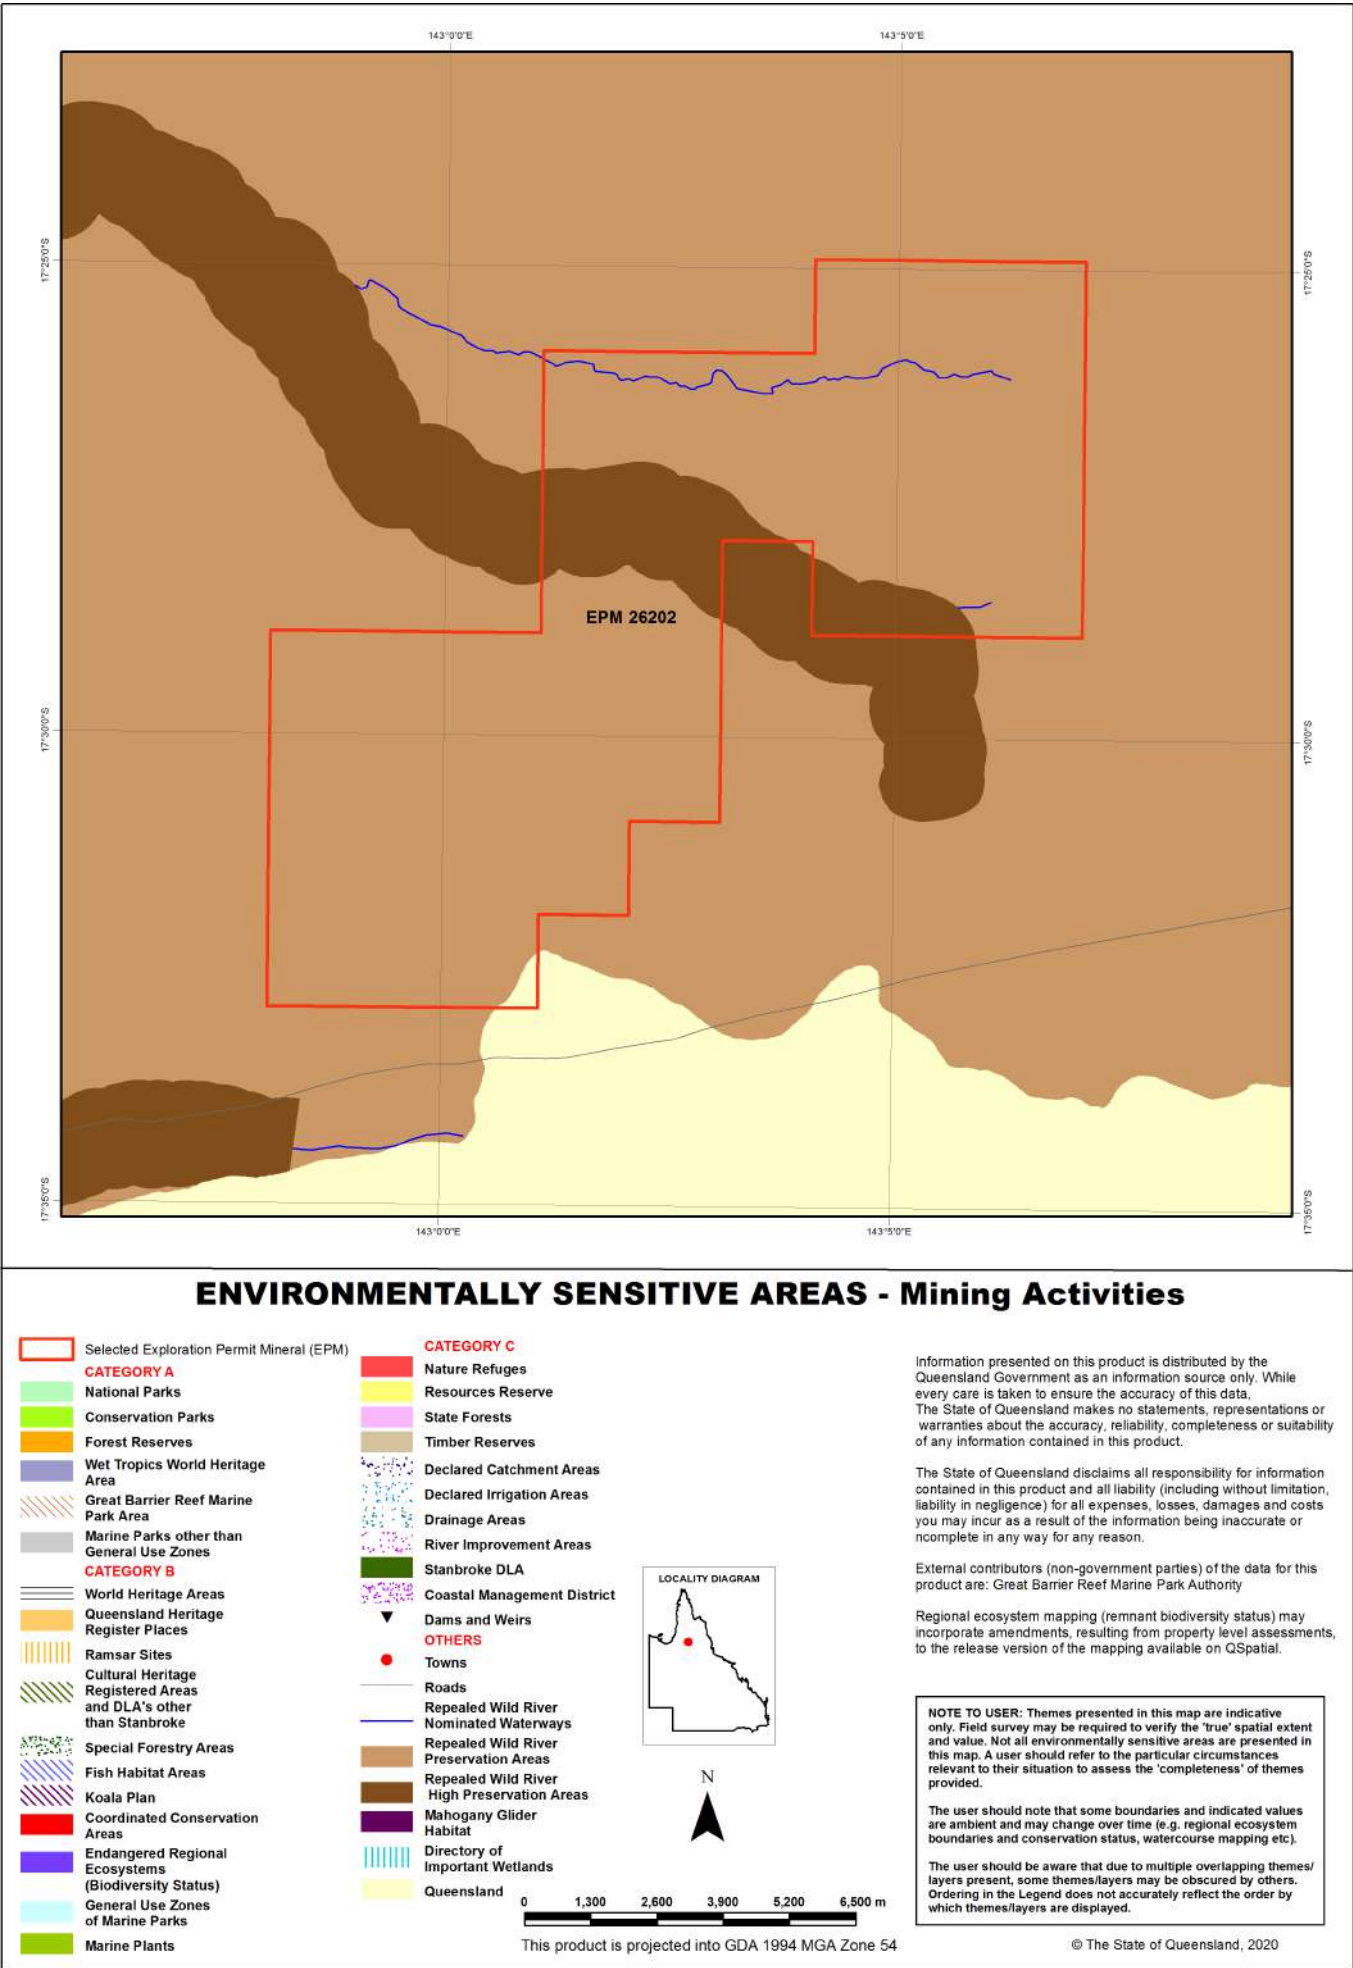 143°0'0"E
143°5'0"E
17°25'0"S
17°25'0"S
EPM 26202
17°30'0"S
17°30'0"S
17°35'0"S
17°35'0"S
143°0'0"E
143°5'0"E
ENVIRONMENTALLY SENSITIVE AREAS - Mining Activities
Selected Exploration Permit Mineral (EPM)
CATEGORY A
National Parks
Conservation Parks
Forest Reserves
Wet Tropics World Heritage
Area
Great Barrier Reef Marine
Park Area
Marine Parks other than
General Use Zones
CATEGORY B
World Heritage Areas
Queensland Heritage
Register Places
Ramsar Sites
Cultural Heritage
Registered Areas
and DLA's other
than Stanbroke
Special Forestry Areas
Fish Habitat Areas
Koala Plan
Coordinated Conservation
Areas
Endangered Regional
Ecosystems
(Biodiversity Status)
General Use Zones
of Marine Parks
Marine Plants
CATEGORY C
Nature Refuges
Resources Reserve
State Forests
Timber Reserves
Declared Catchment Areas
Declared Irrigation Areas
Drainage Areas
River Improvement Areas
Stanbroke DLA
Coastal Management District
Dams and Weirs
OTHERS
Towns
Roads
Repealed Wild River
Nominated Waterways
Repealed Wild River
Preservation Areas
Repealed Wild River
High Preservation Areas
Mahogany Glider
Habitat
Directory of
Important Wetlands
Queensland
LOCALITY DIAGRAM
N
0 1,300 2,600 3,900 5,200 6,500 m
This product is projected into GDA 1994 MGA Zone 54
Information presented on this product is distributed by the
Queensland Government as an information source only. While
every care is taken to ensure the accuracy of this data,
The State of Queensland makes no statements, representations or
warranties about the accuracy, reliability, completeness or suitability
of any information contained in this product.
The State of Queensland disclaims all responsibility for information
contained in this product and all liability (including without limitation,
liability in negligence) for all expenses, losses, damages and costs
you may incur as a result of the information being inaccurate or
ncomplete in any way for any reason.
External contributors (non-government parties) of the data for this
product are: Great Barrier Reef Marine Park Authority
Regional ecosystem mapping (remnant biodiversity status) may
incorporate amendments, resulting from property level assessments,
to the release version of the mapping available on QSpatial.
NOTE TO USER: Themes presented in this map are indicative
only. Field survey may be required to verify the 'true' spatial extent
and value. Not all environmentally sensitive areas are presented in
this map. A user should refer to the particular circumstances
relevant to their situation to assess the 'completeness' of themes
provided.
The user should note that some boundaries and indicated values
are ambient and may change over time (e.g. regional ecosystem
boundaries and conservation status, watercourse mapping etc).
The user should be aware that due to multiple overlapping themes/
layers present, some themes/layers may be obscured by others.
Ordering in the Legend does not accurately reflect the order by
which themes/layers are displayed.
© The State of Queensland, 2020